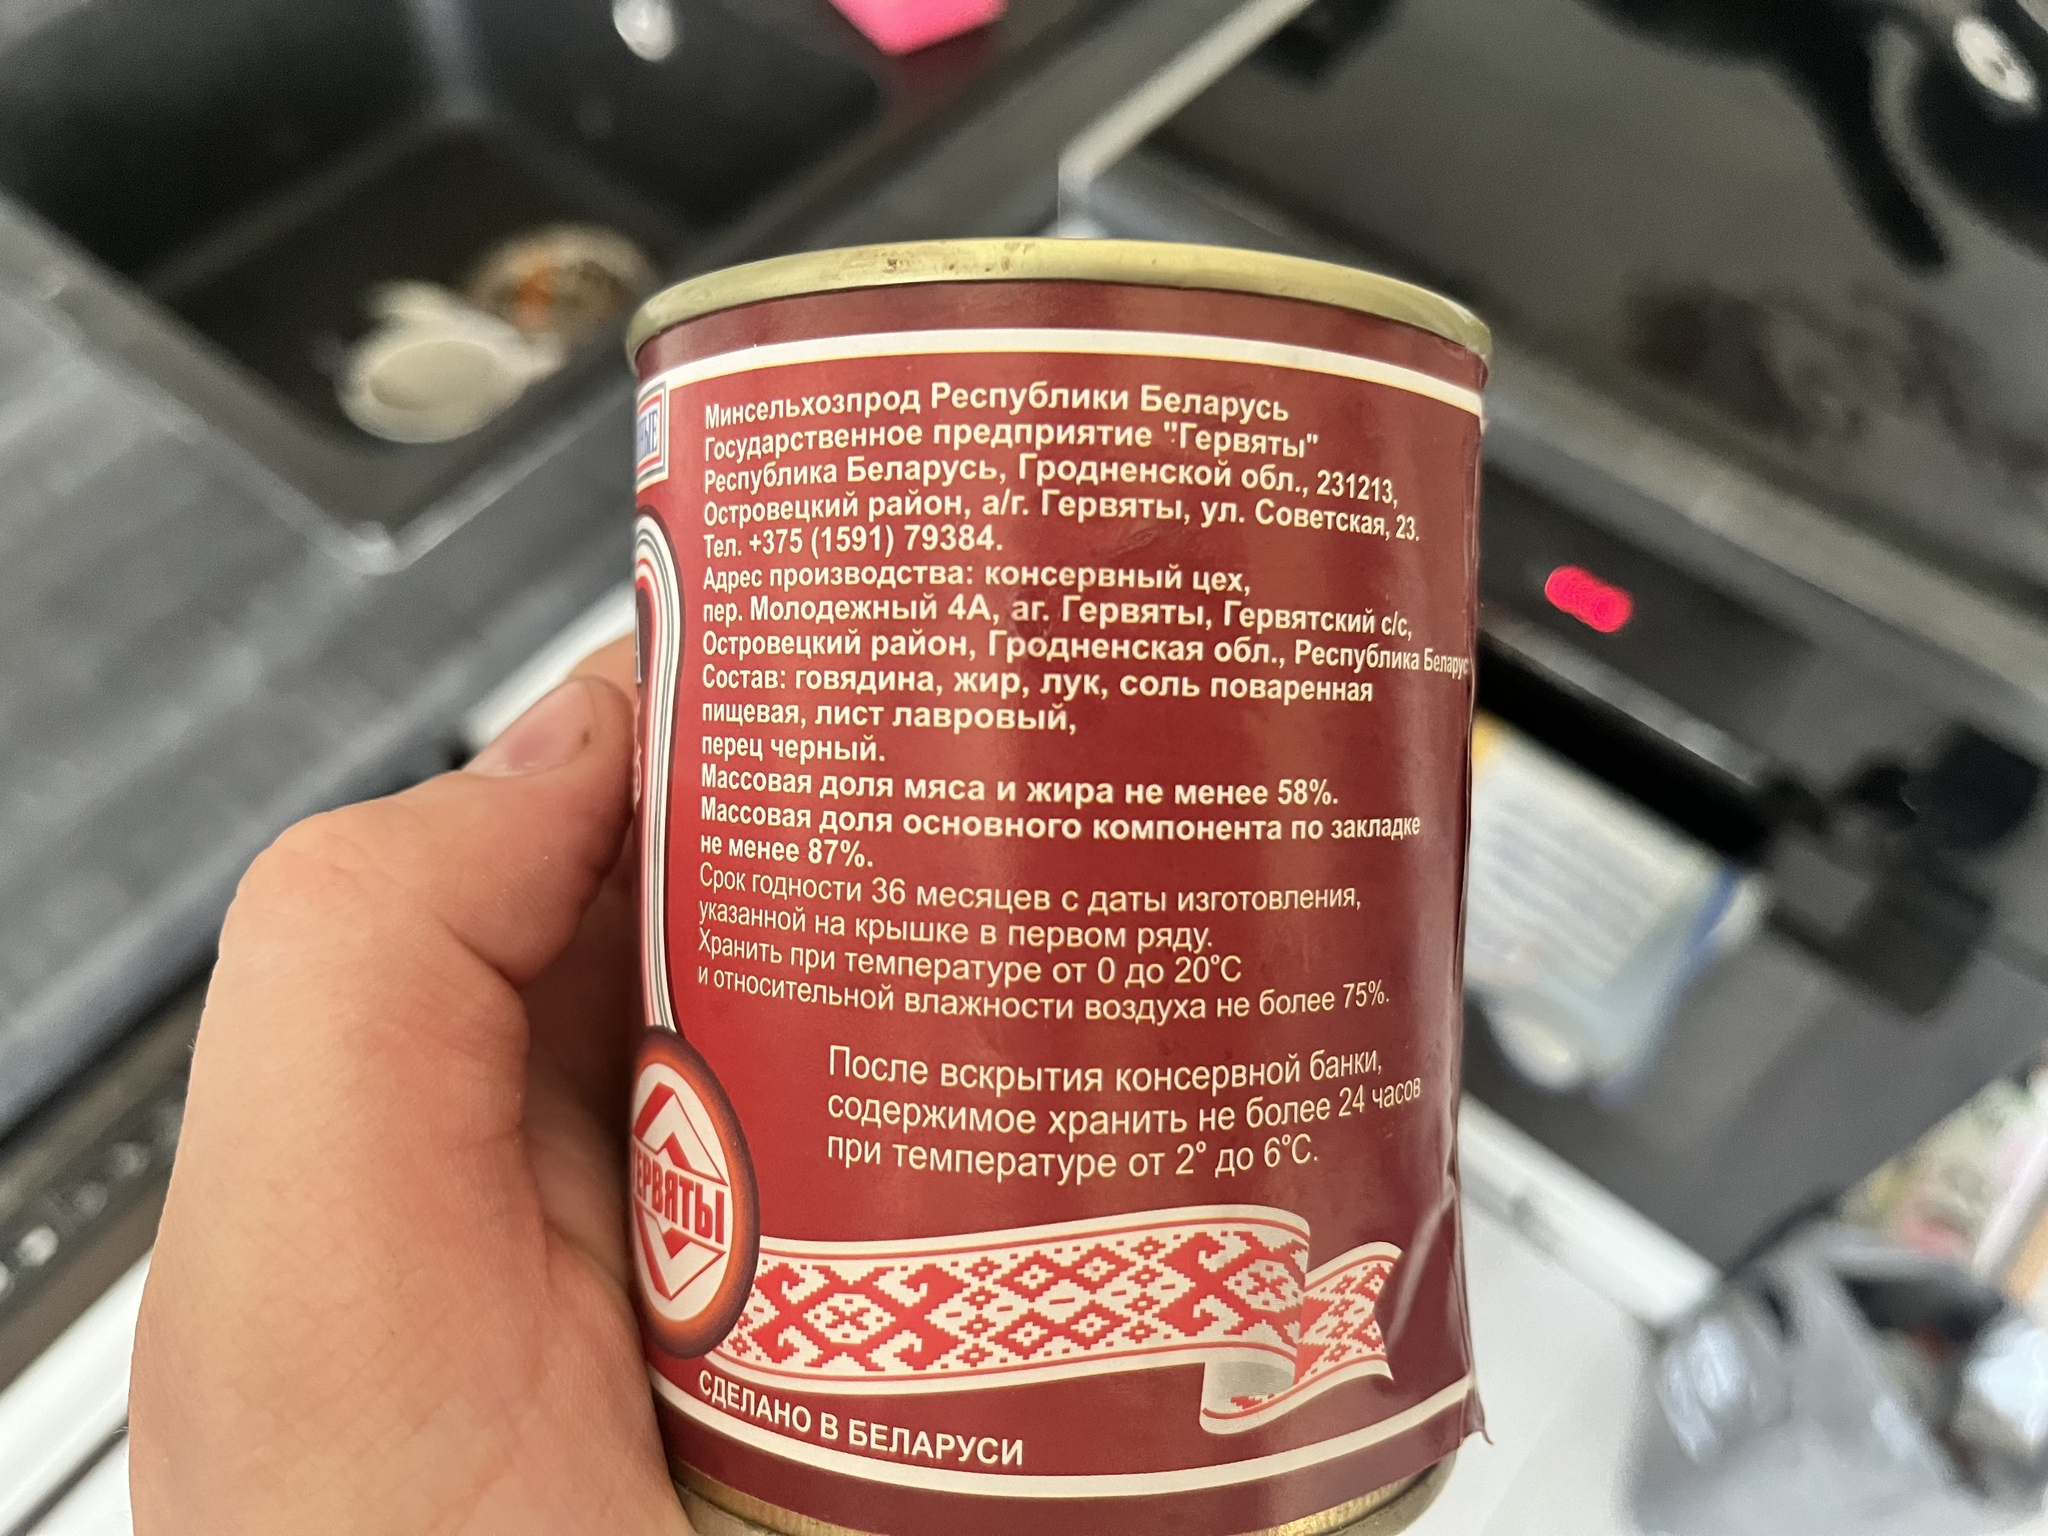 Минсельхозпрод Республики Беларусь
Государственное предприятие "Гервяты"
Республика Беларусь, Гродненской обл., 231213,
Островецкий район, а/г. Гервяты, ул. Советская, 23.
Тел. +375 (1591) 79384.
Адрес производства: консервный цех,
пер. Молодежный 4А, аг. Гервяты, Гервятский с/с,
Островецкий район, Гродненская обл., Республика Беларус
Состав: говядина, жир, лук, соль поваренная
пищевая, лист лавровый,
перец черный.
Массовая доля мяса и жира не менее 58%.
Массовая доля основного компонента по закладке
не менее 87%.
Срок годности 36 месяцев с даты изготовления,
указанной на крышке в первом ряду.
Хранить при температуре от 0 до 20°С
и относительной влажности воздуха не более 75%.
После вскрытия консервной банки,
содержимое хранить не более 24 часов
при температуре от 2° до 6°С.
ЕРВЯТЫ
СДЕЛАНО В БЕЛАРУСИ